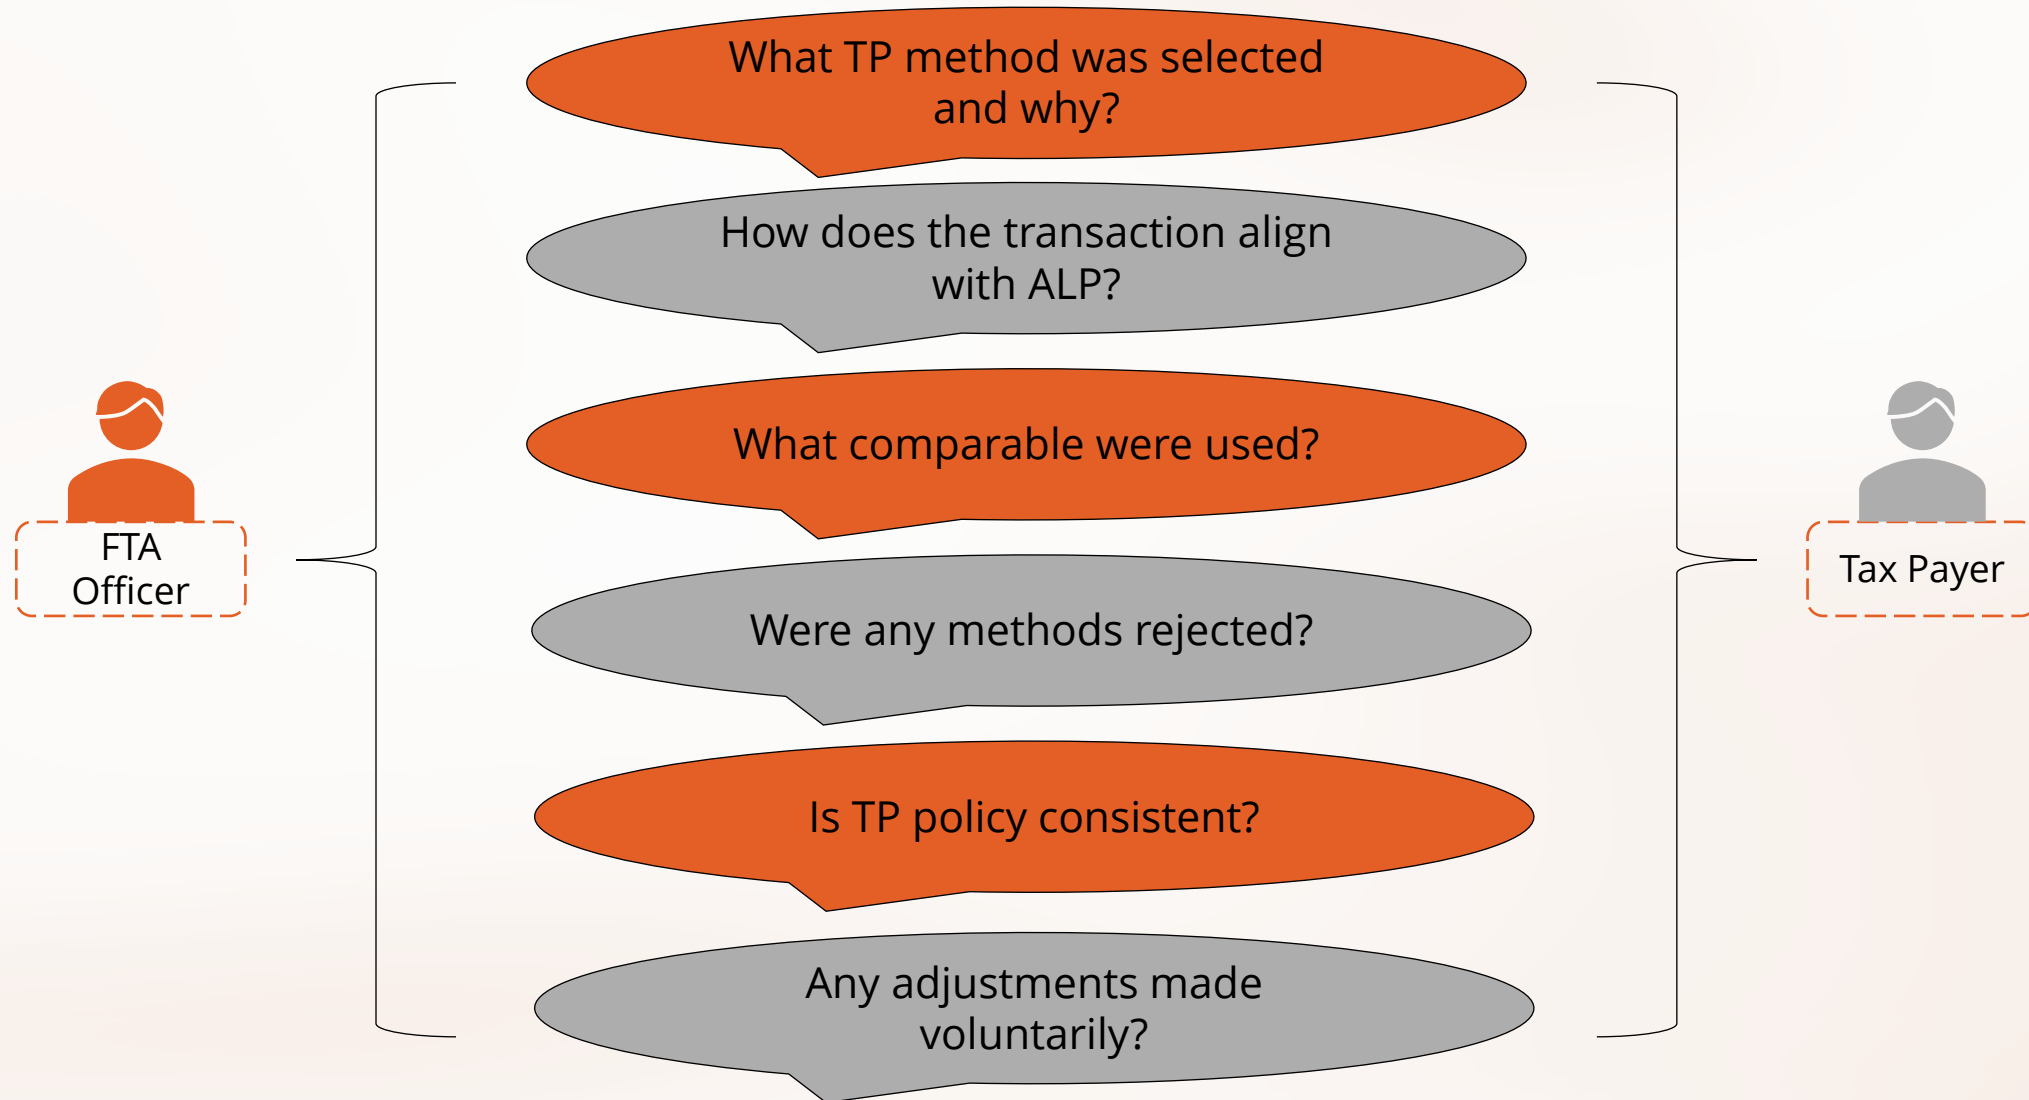 What TP method was selected
and why?
How does the transaction align
with ALP?
What comparable were used?
FTA
Officer
Tax Payer
Were any methods rejected?
Is TP policy consistent?
Any adjustments made
voluntarily?